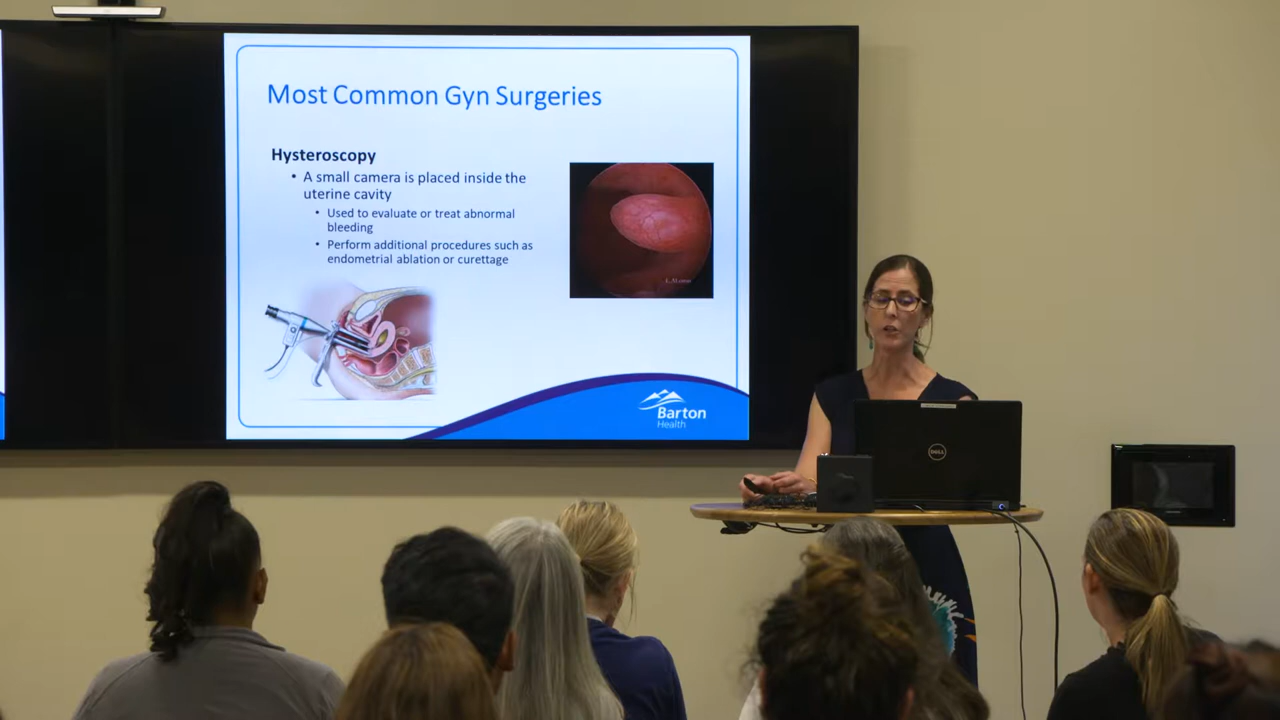 Most Common Gyn Surgeries
Hysteroscopy
• A small camera is placed inside the
uterine cavity
• Used to evaluate or treat abnormal
bleeding
• Perform additional procedures such as
endometrial ablation or curettage
Barton
Health
DELL